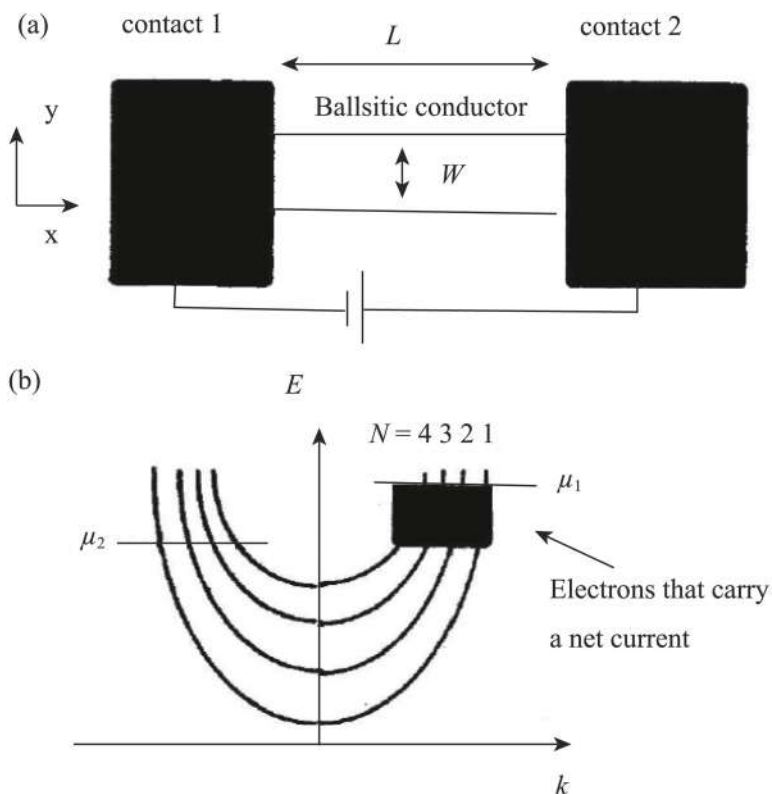 (a)
contact 1
L
contact 2
Ballsitic conductor
y
W
x
(b)
E
N = 4 3 2 1
μ₁
μ₂
Electrons that carry
a net current
k